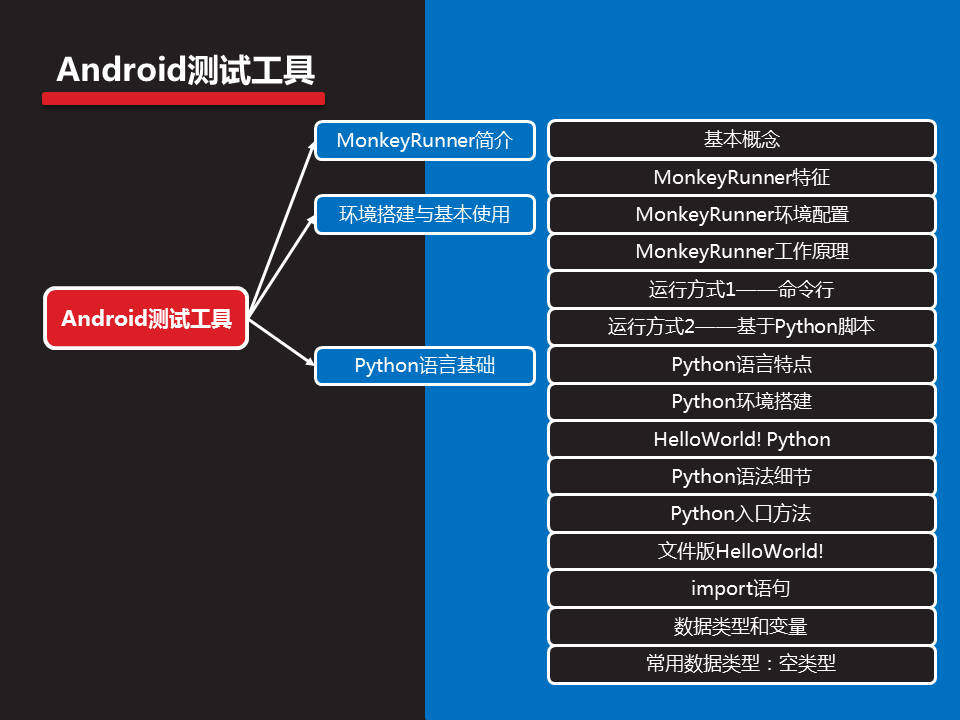 Android测试工具
Android测试工具
MonkeyRunner简介
环境搭建与基本使用
Python语言基础
基本概念
MonkeyRunner特征
MonkeyRunner环境配置
MonkeyRunner工作原理
运行方式1——命令行
运行方式2——基于Python脚本
Python语言特点
Python环境搭建
HelloWorld! Python
Python语法细节
Python入口方法
文件版HelloWorld!
import语句
数据类型和变量
常用数据类型：空类型